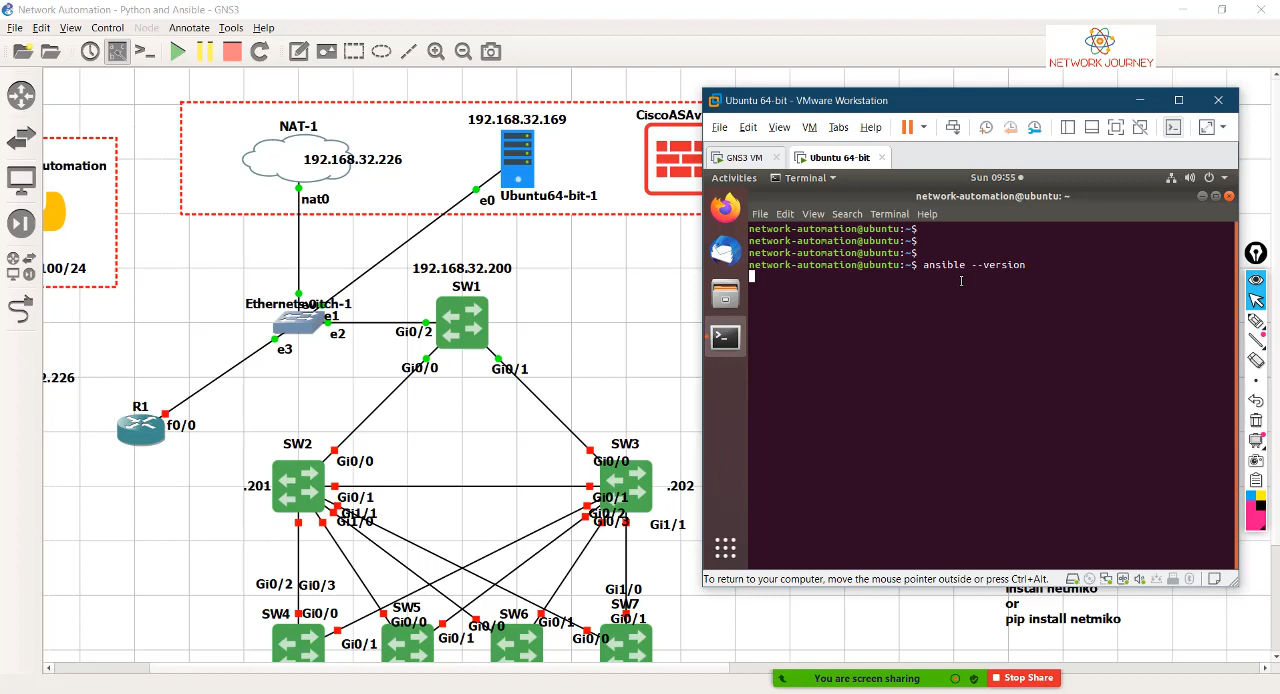 Network Automation - Python and Ansible - GNS3
File Edit View Control Node Annotate Tools Help
NETWORK JOURNEY
utomation
100/24
2.226
NAT-1
192.168.32.226
nat0
192.168.32.169
e0
Ubuntu64-bit-1
CiscoASAv
192.168.32.200
SW1
e1
e2
e3
Gi0/2
Gi0/0
Gi0/1
R1
f0/0
SW2
Gi0/0
.201
Gi0/1
Gi1/1
Gi1/0
SW3
Gi0/0
.202
Gi0/1
Gi0/2
Gi1/1
Gi0/2
Gi0/3
Gi1/0
SW4
Gi0/0
SW5
Gi0/0
Gi0/1
SW6
Gi0/0
Gi0/1
SW7
Gi0/1
Gi0/0
install netmiko
or
pip install netmiko
Ubuntu 64-bit - VMware Workstation
File Edit View VM Tabs Help
GNS3 VM
Ubuntu 64-bit
Activities
Terminal
Sun 09:55
network-automation@ubuntu: ~
File Edit View Search Terminal Help
network-automation@ubuntu:~$
network-automation@ubuntu:~$
network-automation@ubuntu:~$
network-automation@ubuntu:~$ ansible --version
To return to your computer, move the mouse pointer outside or press Ctrl+Alt.
You are screen sharing
Stop Share